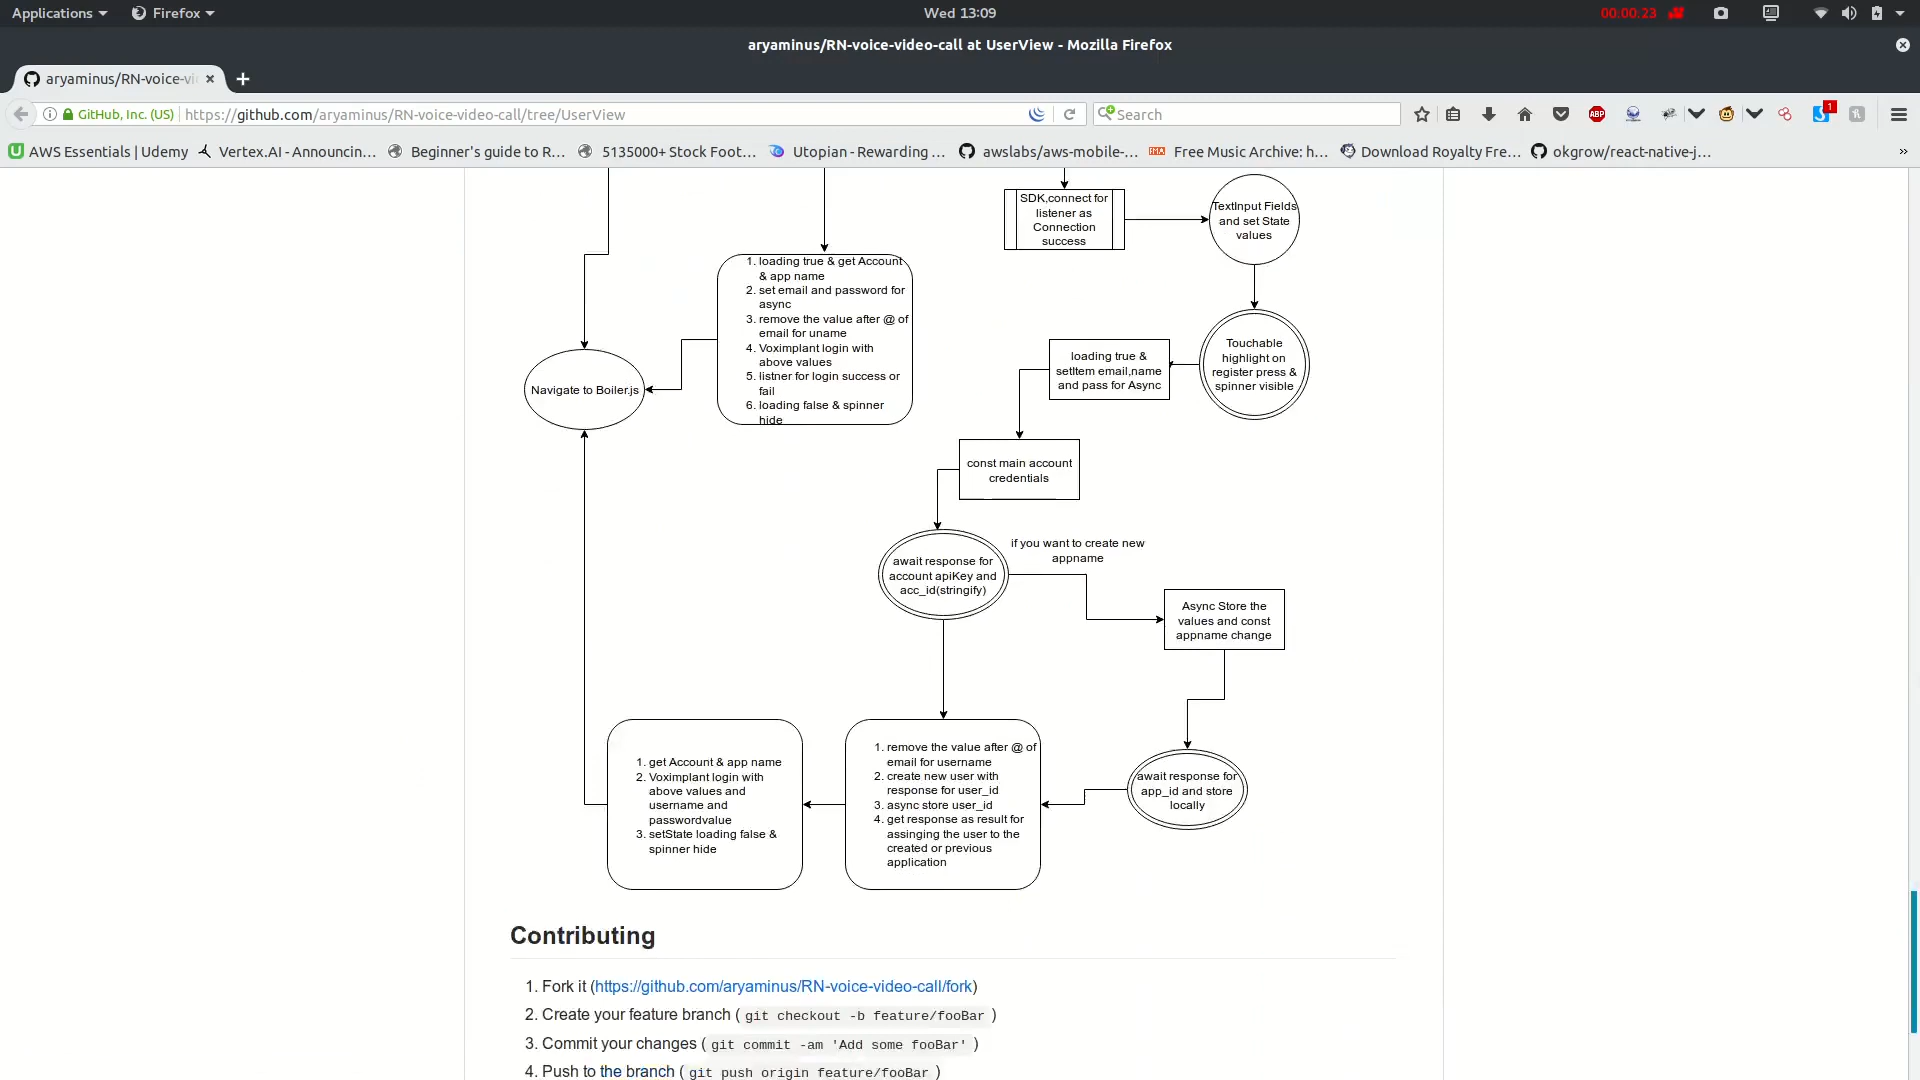 Applications
Firefox
Wed 13:09
00:00:23
aryaminus/RN-voice-video-call at UserView - Mozilla Firefox
aryaminus/RN-voice-vi
GitHub, Inc. (US)
https://github.com/aryaminus/RN-voice-video-call/tree/UserView
Search
ABP
1
AWS Essentials | Udemy
Vertex.AI - Announcin...
Beginner's guide to R...
5135000+ Stock Foot...
Utopian - Rewarding ...
awslabs/aws-mobile-...
FMA
Free Music Archive: h...
Download Royalty Fre...
okgrow/react-native-j...
SDK,connect for
listener as
Connection
success
TextInput Fields
and set State
values
1. loading true & get Account
& app name
2. set email and password for
async
3. remove the value after @ of
email for uname
4. Voximplant login with
above values
5. listner for login success or
fail
6. loading false & spinner
hide
Navigate to Boiler.js
loading true &
setItem email,name
and pass for Async
Touchable
highlight on
register press &
spinner visible
const main account
credentials
await response for
account apiKey and
acc_id(stringify)
if you want to create new
appname
Async Store the
values and const
appname change
1. get Account & app name
2. Voximplant login with
above values and
username and
passwordvalue
3. setState loading false &
spinner hide
1. remove the value after @ of
email for username
2. create new user with
response for user_id
3. async store user_id
4. get response as result for
assinging the user to the
created or previous
application
await response for
app_id and store
locally
Contributing
1. Fork it (https://github.com/aryaminus/RN-voice-video-call/fork)
2. Create your feature branch ( git checkout -b feature/fooBar )
3. Commit your changes ( git commit -am 'Add some fooBar' )
4. Push to the branch ( git push origin feature/fooBar )